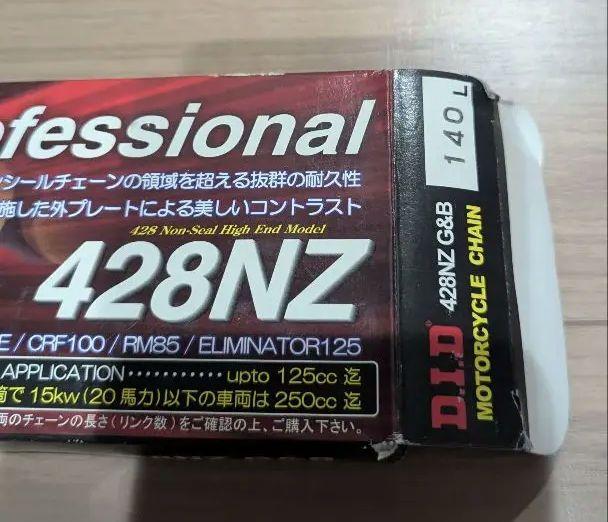 ofessional
シールチェーンの領域を超える抜群の耐久性
施した外プレートによる美しいコントラスト
428 Non-Seal High End Model
428NZ
E / CRF100 / RM85 / ELIMINATOR125
APPLICATION ··········· upto 125cc 迄
筒で 15kw (20 馬力)以下の車両は 250cc 迄
両のチェーンの長さ(リンク数)をご確認の上、ご購入下さい。
140L
D.I.D 428NZ G&B
MOTORCYCLE CHAIN